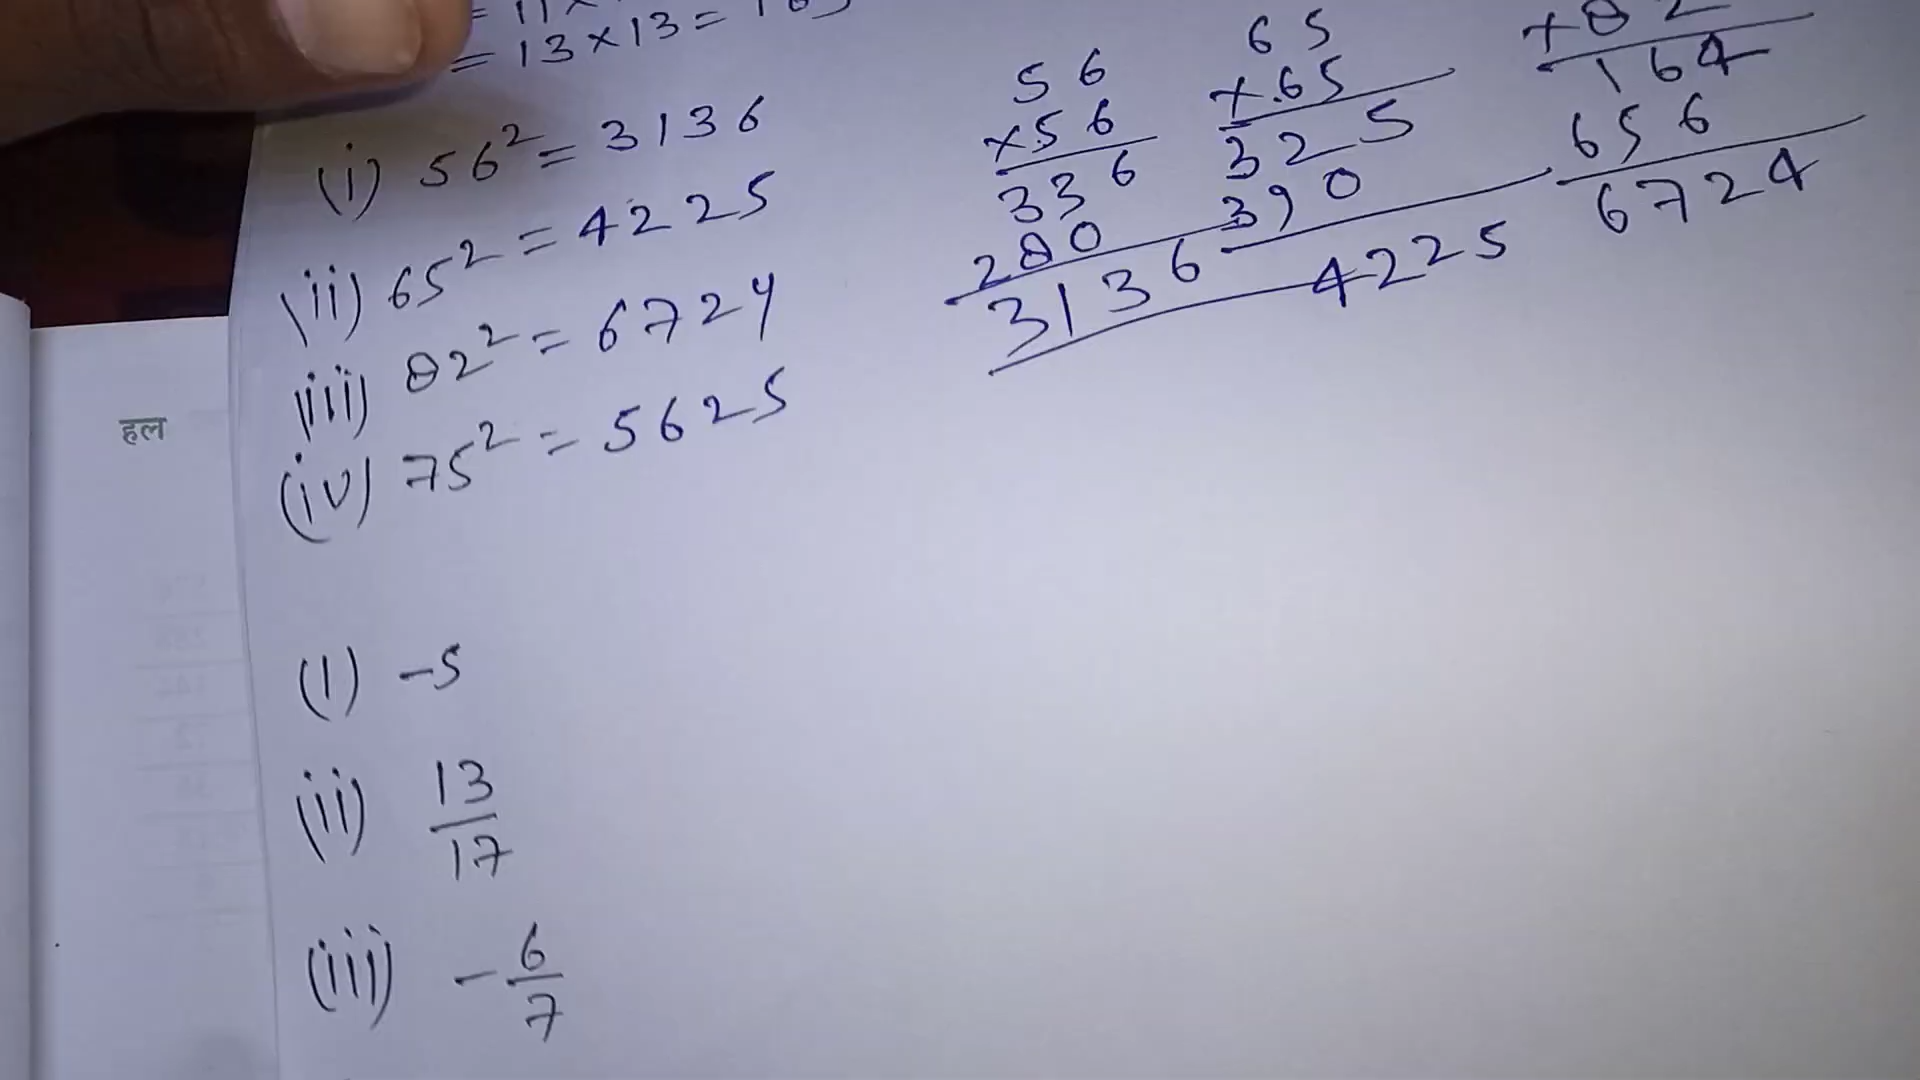 = 13 × 13 =
(i) 56² = 3136
(ii) 65² = 4225
(iii) 82² = 6724
(iv) 75² = 5625
(i) -5
(ii) 13/17
(iii) -6/7
56
×56
336
280
3136
65
×65
325
390
4225
×82
164
656
6724
हल